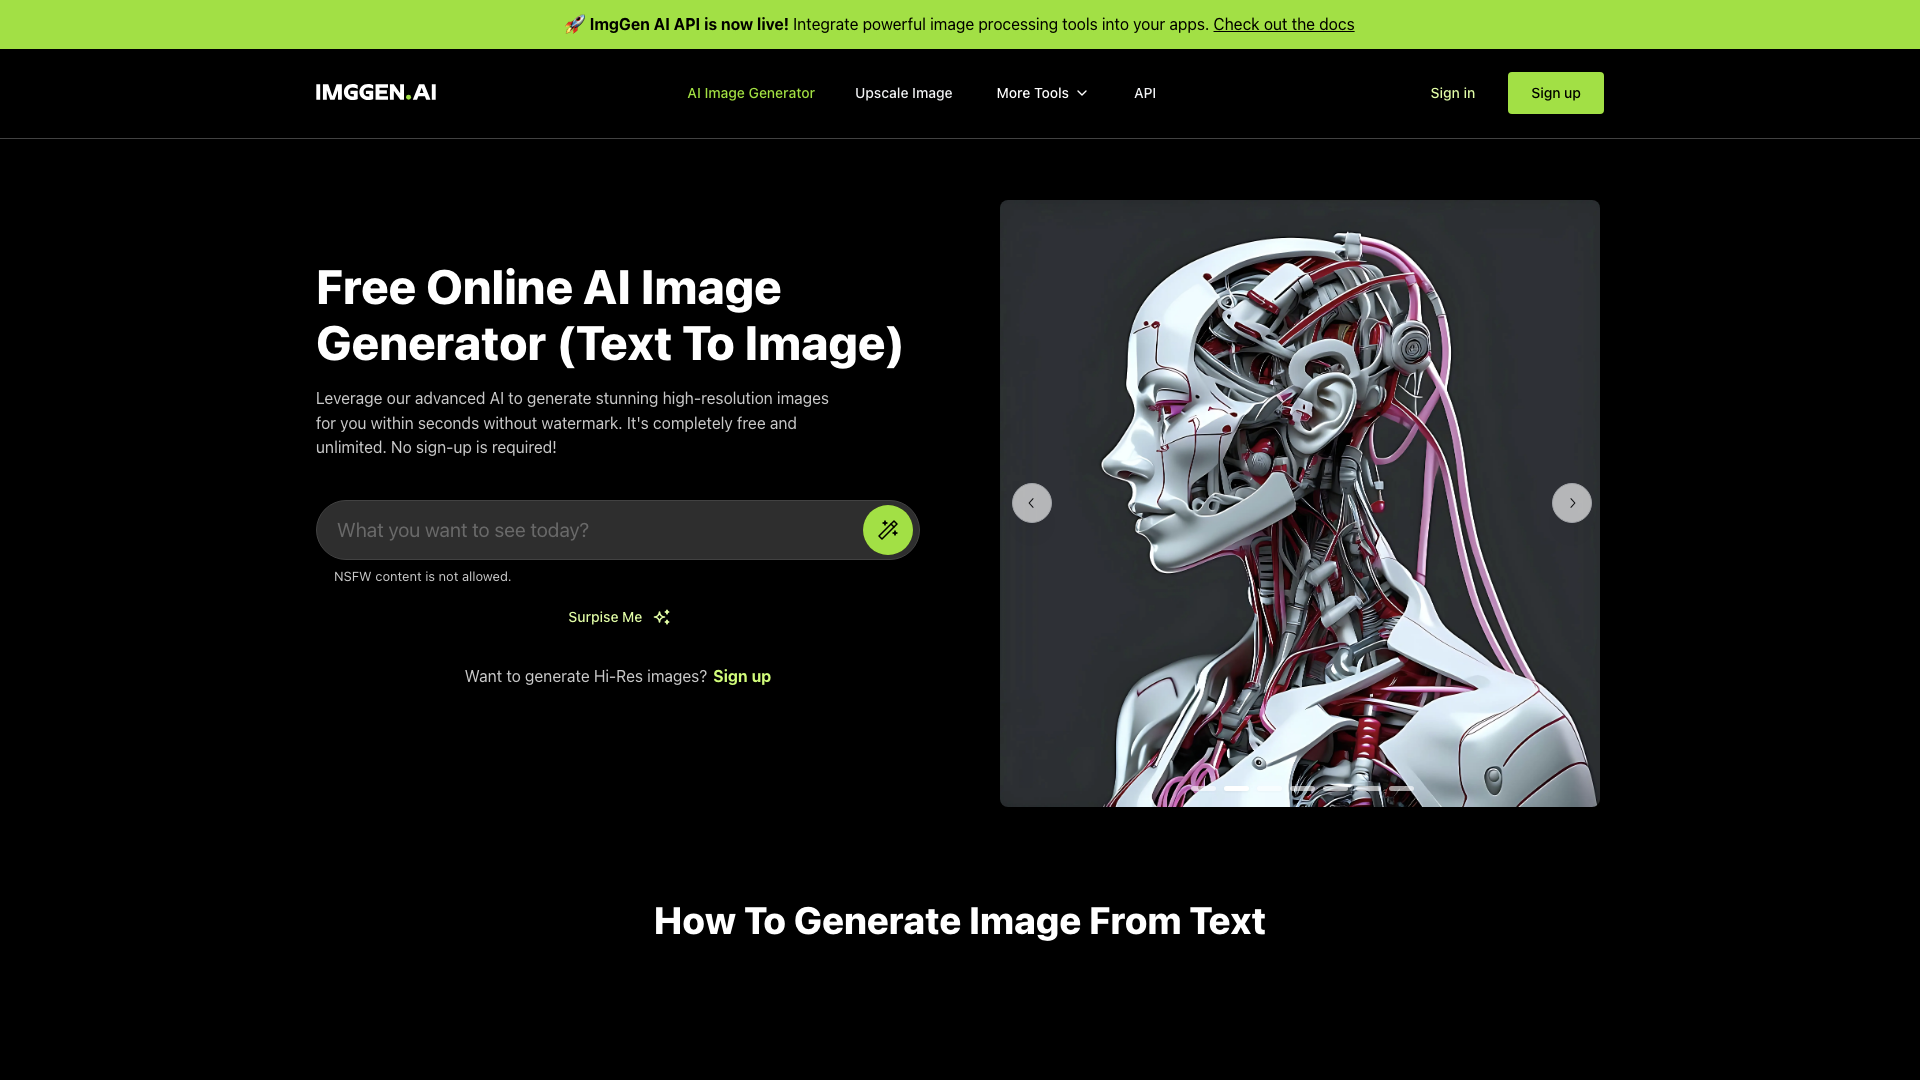 🚀 ImgGen AI API is now live! Integrate powerful image processing tools into your apps. Check out the docs
IMGGEN.AI
AI Image Generator
Upscale Image
More Tools
API
Sign in
Sign up
Free Online AI Image
Generator (Text To Image)
Leverage our advanced AI to generate stunning high-resolution images
for you within seconds without watermark. It's completely free and
unlimited. No sign-up is required!
What you want to see today?
NSFW content is not allowed.
Surpise Me
Want to generate Hi-Res images? Sign up
How To Generate Image From Text